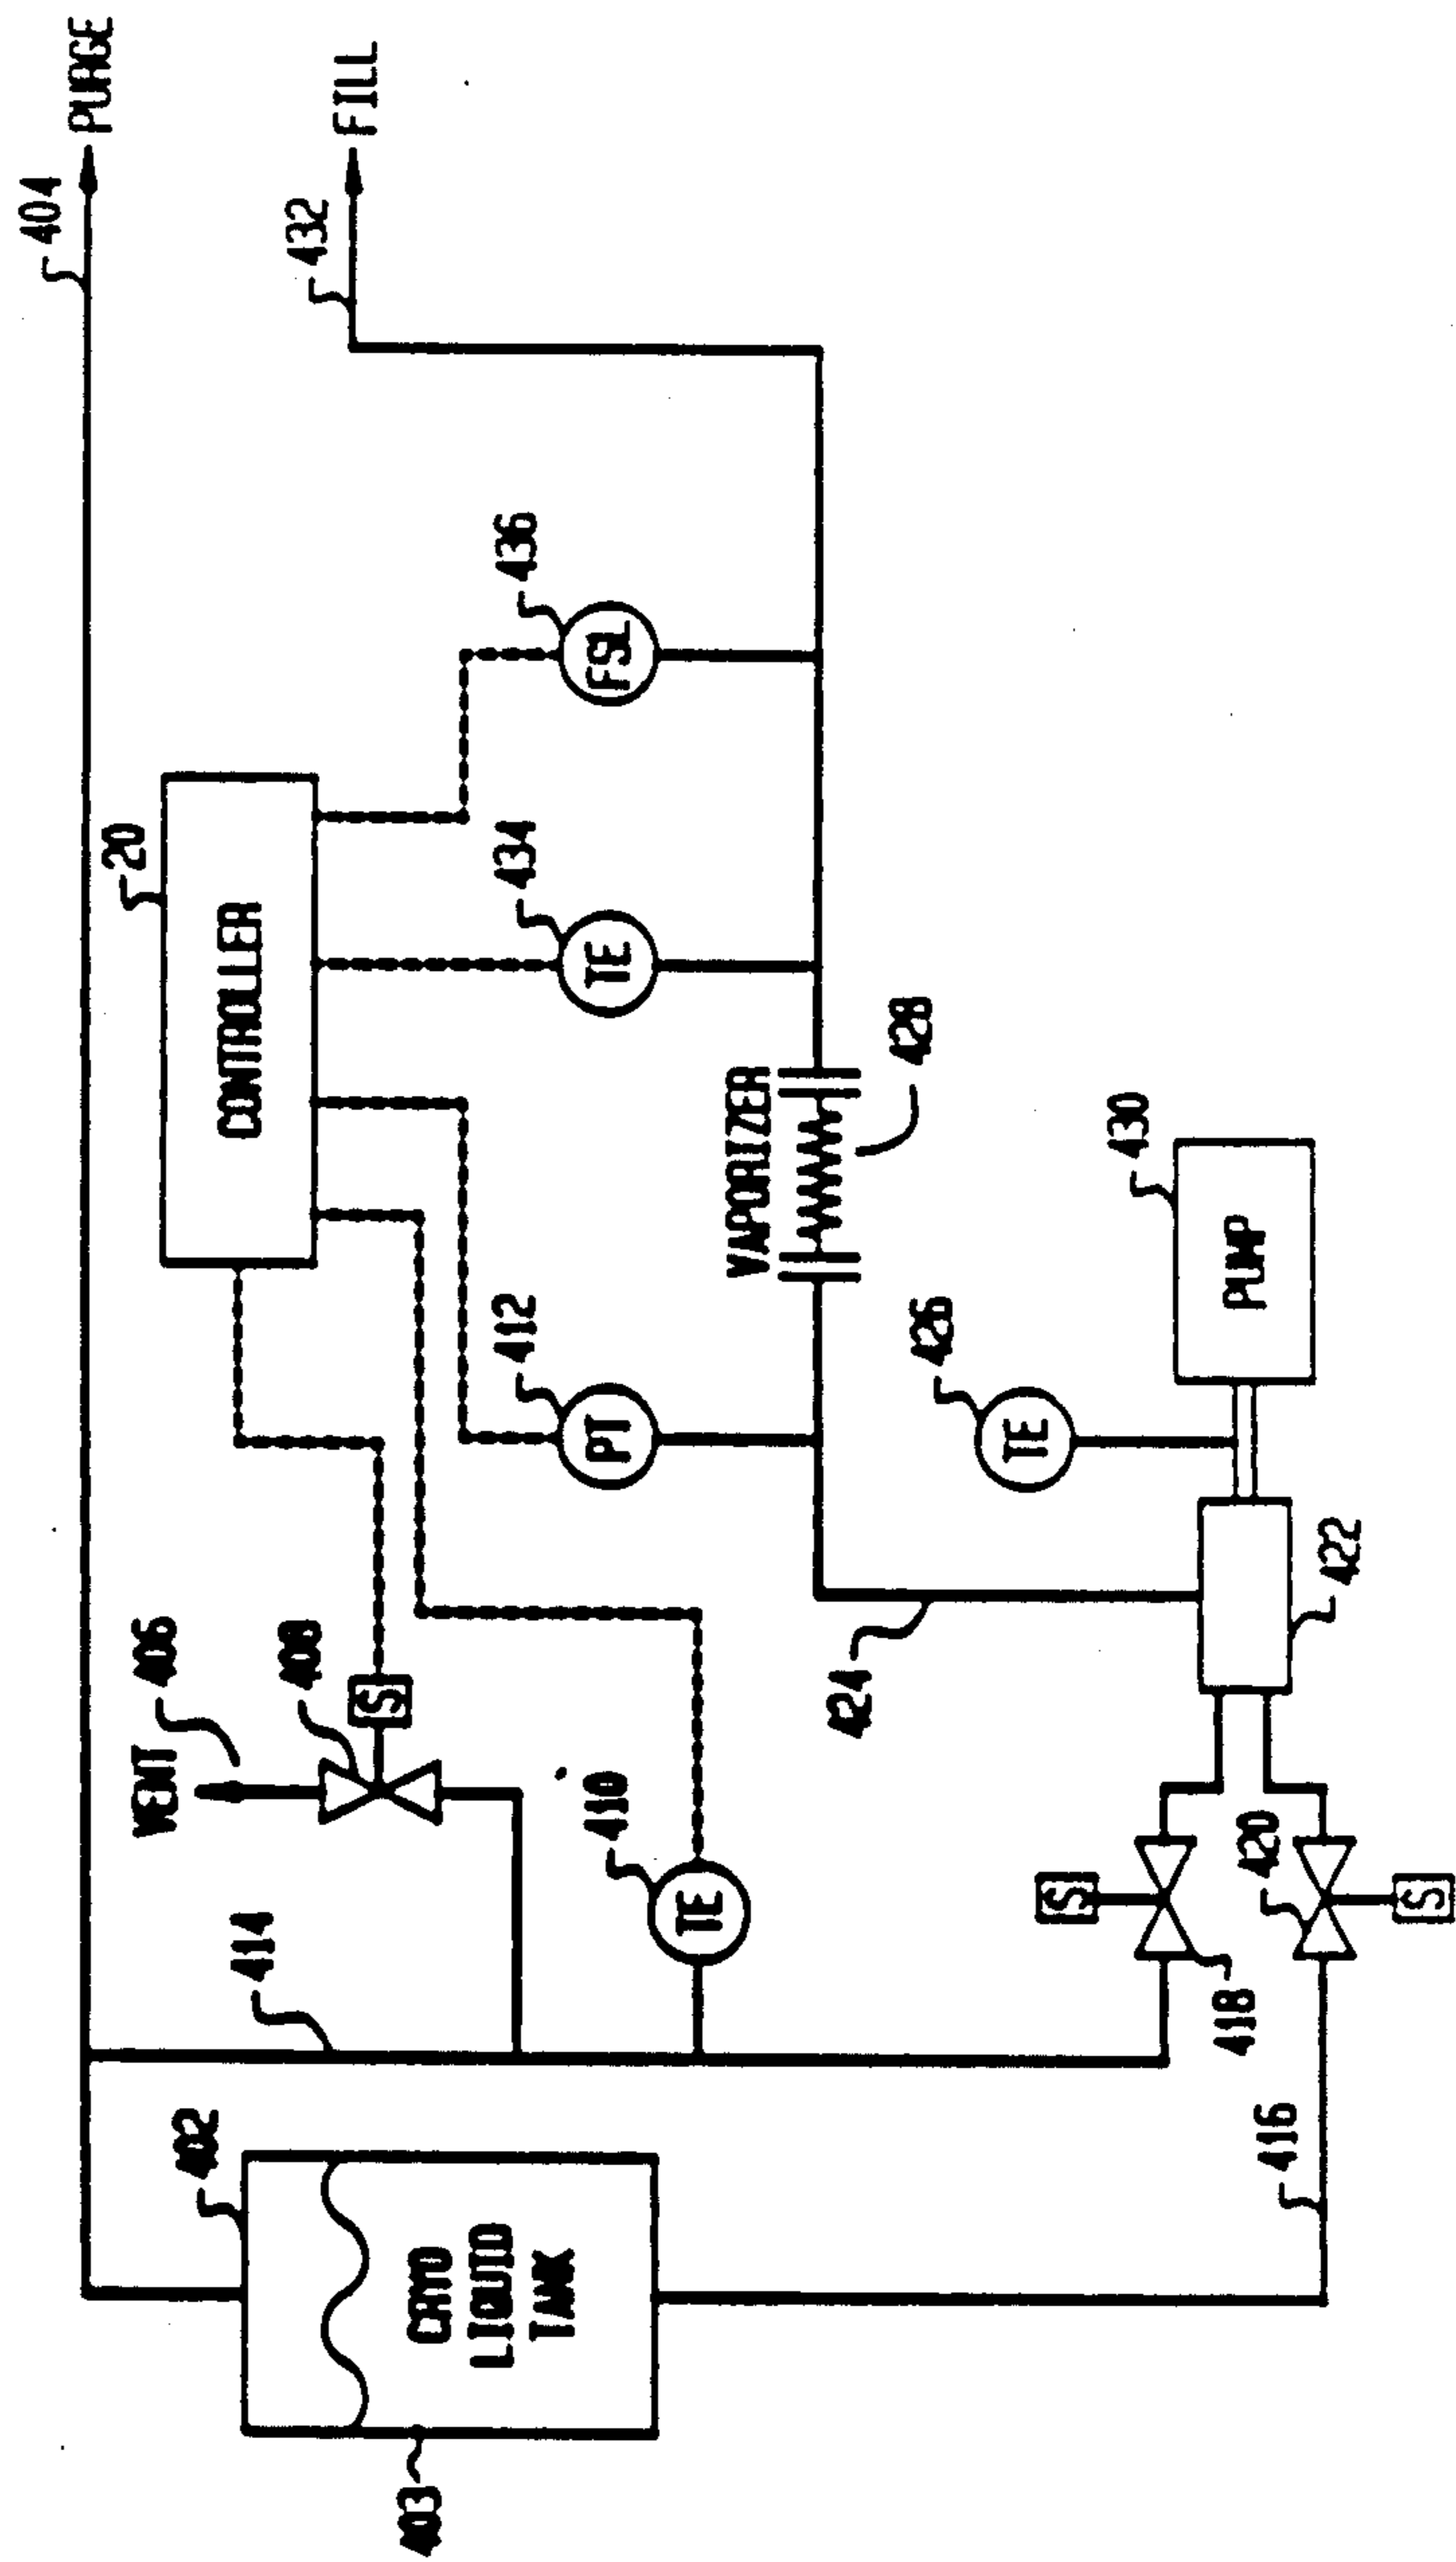 404
PURGE
432
FILL
20
CONTROLLER
436
FSL
434
TE
412
PT
VAPORIZER
428
406
VENT
408
S
410
TE
414
402
CRYO
LIQUID
TANK
403
424
426
TE
430
PUMP
422
S
418
420
S
416